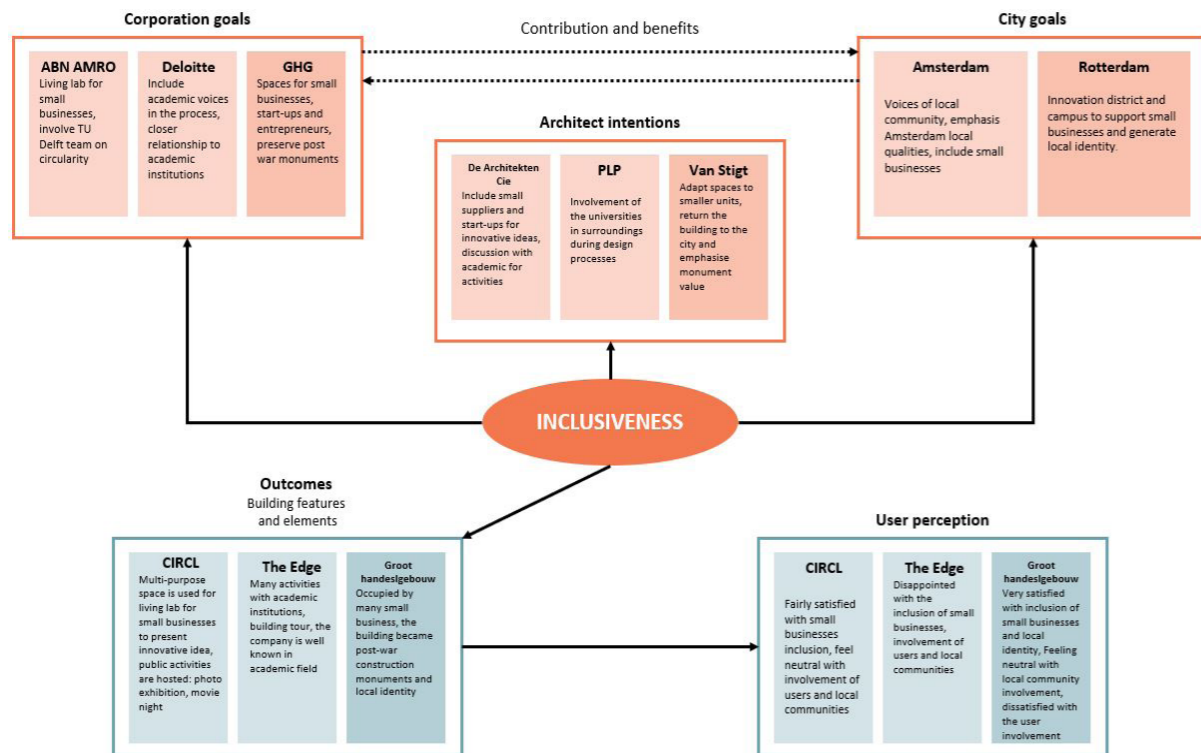 Corporation goals
ABN AMRO
Living lab for
small
businesses,
involve TU
Delft team on
circularity
Deloitte
Include
academic voices
in the process,
closer
relationship to
academic
institutions
GHG
Spaces for small
businesses,
start-ups and
entrepreneurs,
preserve post
war monuments
Contribution and benefits
City goals
Amsterdam
Voices of local
community, emphasis
Amsterdam local
qualities, include small
businesses
Rotterdam
Innovation district and
campus to support small
businesses and generate
local identity.
Architect intentions
De Architekten
Cie
Include small
suppliers and
start-ups for
innovative ideas,
discussion with
academic for
activities
PLP
Involvement of
the universities
in surroundings
during design
processes
Van Stigt
Adapt spaces to
smaller units,
return the
building to the
city and
emphasise
monument
value
INCLUSIVENESS
Outcomes
Building features
and elements
CIRCL
Multi-purpose
space is used for
living lab for
small businesses
to present
innovative idea,
public activities
are hosted: photo
exhibition, movie
night
The Edge
Many activities
with academic
institutions,
building tour, the
company is well
known in
academic field
Groot
handeslgebouw
Occupied by
many small
business, the
building became
post-war
construction
monuments and
local identity
User perception
CIRCL
Fairly satisfied
with small
businesses
inclusion, feel
neutral with
involvement of
users and local
communities
The Edge
Disappointed
with the
inclusion of small
businesses,
involvement of
users and local
communities
Groot
handeslgebouw
Very satisfied
with inclusion of
small businesses
and local
identity, Feeling
neutral with
local community
involvement,
dissatisfied with
the user
involvement